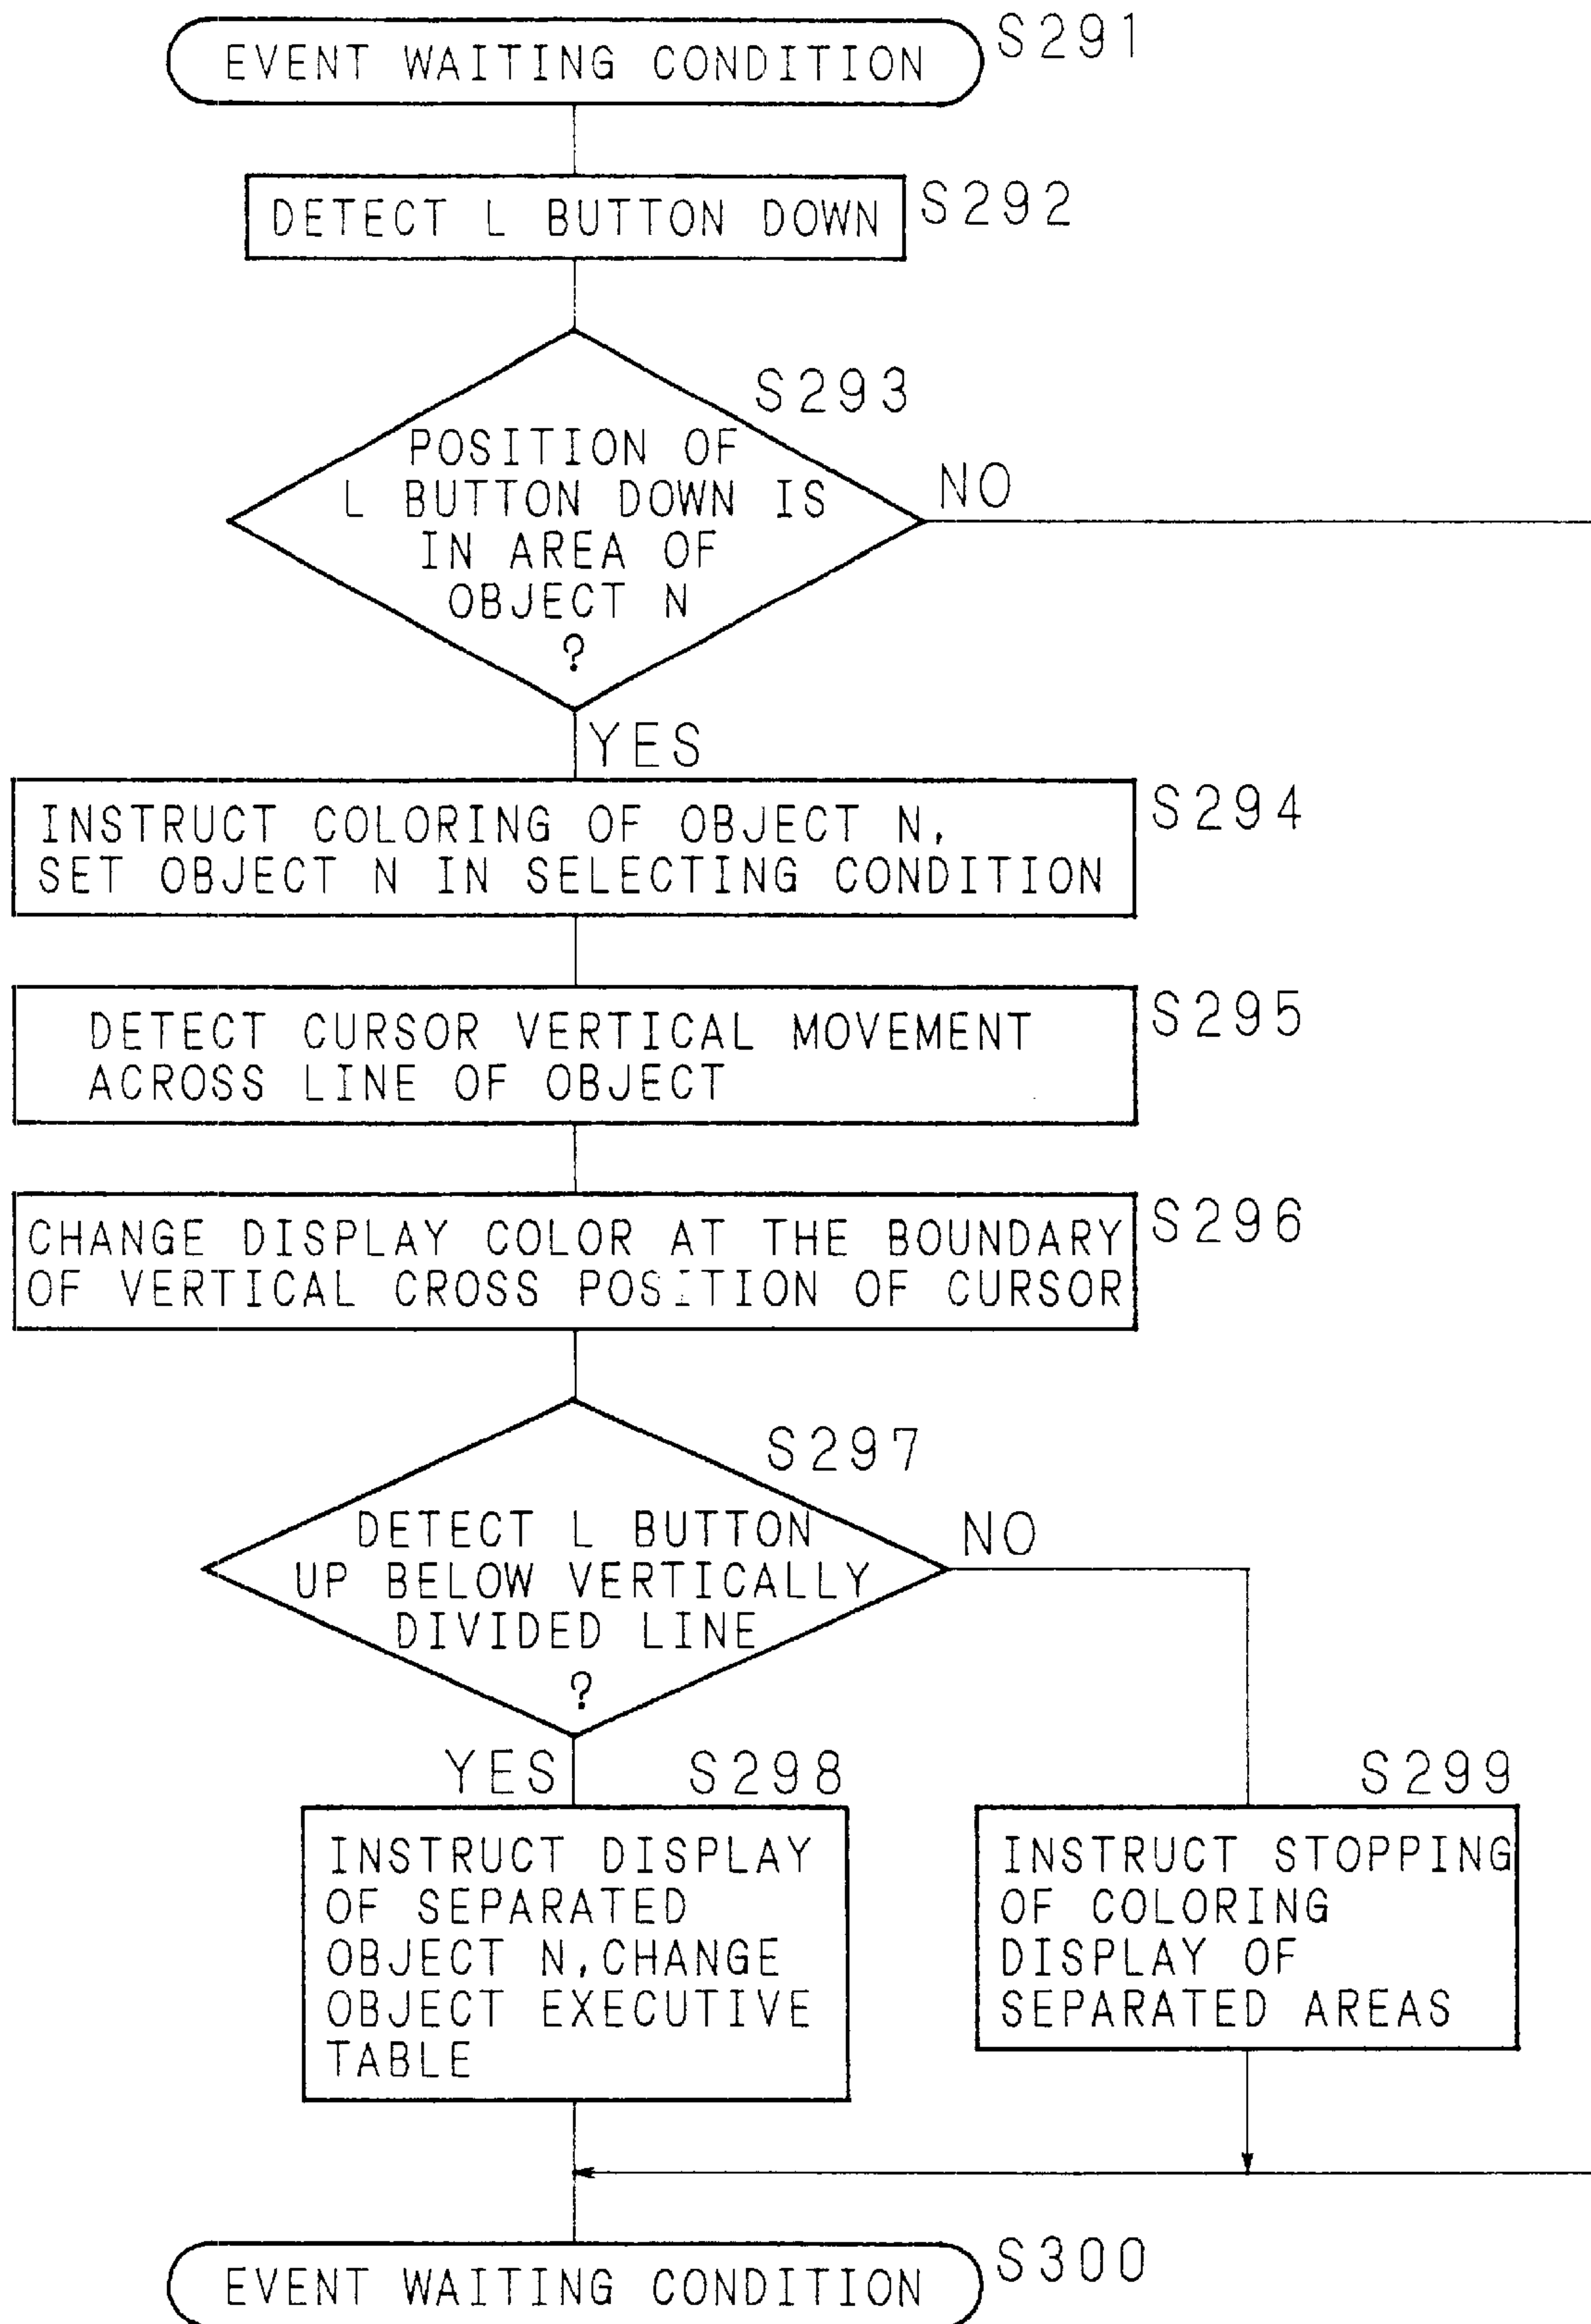 EVENT WAITING CONDITION
S291
DETECT L BUTTON DOWN
S292
S293
POSITION OF
L BUTTON DOWN IS
IN AREA OF
OBJECT N
?
NO
YES
INSTRUCT COLORING OF OBJECT N,
SET OBJECT N IN SELECTING CONDITION
S294
DETECT CURSOR VERTICAL MOVEMENT
ACROSS LINE OF OBJECT
S295
CHANGE DISPLAY COLOR AT THE BOUNDARY
OF VERTICAL CROSS POSITION OF CURSOR
S296
S297
DETECT L BUTTON
UP BELOW VERTICALLY
DIVIDED LINE
?
NO
YES
S298
INSTRUCT DISPLAY
OF SEPARATED
OBJECT N,CHANGE
OBJECT EXECUTIVE
TABLE
S299
INSTRUCT STOPPING
OF COLORING
DISPLAY OF
SEPARATED AREAS
EVENT WAITING CONDITION
S300